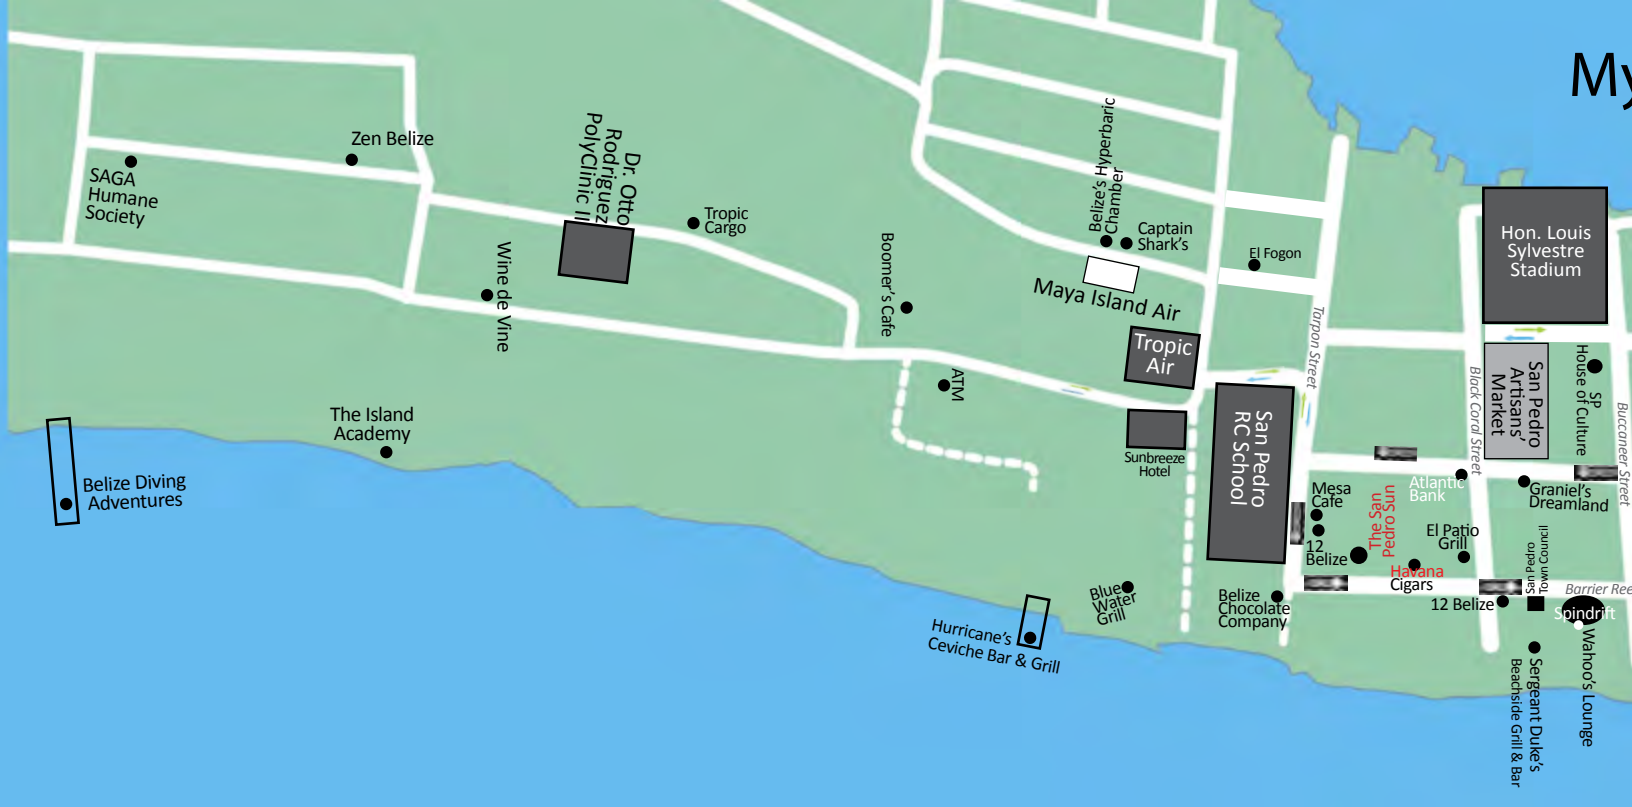 My
Zen Belize
SAGA
Humane
Society
Dr. Otto
Rodriguez
PolyClinic II
Tropic
Cargo
Wine de Vine
Boomer's Cafe
ATM
Belize's Hyperbaric
Chamber
Captain
Shark's
El Fogon
Maya Island Air
Tropic
Air
Hon. Louis
Sylvestre
Stadium
Tarpon Street
Black Coral Street
San Pedro
Artisans'
Market
SP
House of Culture
Buccaneer Street
The Island
Academy
Belize Diving
Adventures
Sunbreeze
Hotel
San Pedro
RC School
Mesa
Cafe
12
Belize
The San
Pedro Sun
Atlantic
Bank
Graniel's
Dreamland
El Patio
Grill
Havana
Cigars
San Pedro
Town Council
Barrier Ree
12 Belize
Spindrift
Wahoo's Lounge
Sergeant Duke's
Beachside Grill & Bar
Belize
Chocolate
Company
Blue
Water
Grill
Hurricane's
Ceviche Bar & Grill